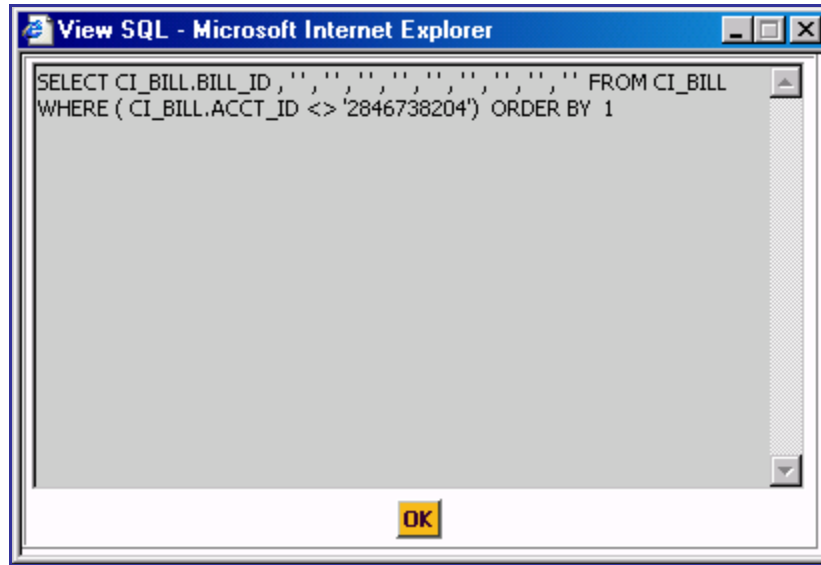 View SQL - Microsoft Internet Explorer
SELECT CI_BILL.BILL_ID , '' , '' , '' , '' , '' , '' , '' , '' , '' FROM CI_BILL
WHERE ( CI_BILL.ACCT_ID <> '2846738204')  ORDER BY  1
OK